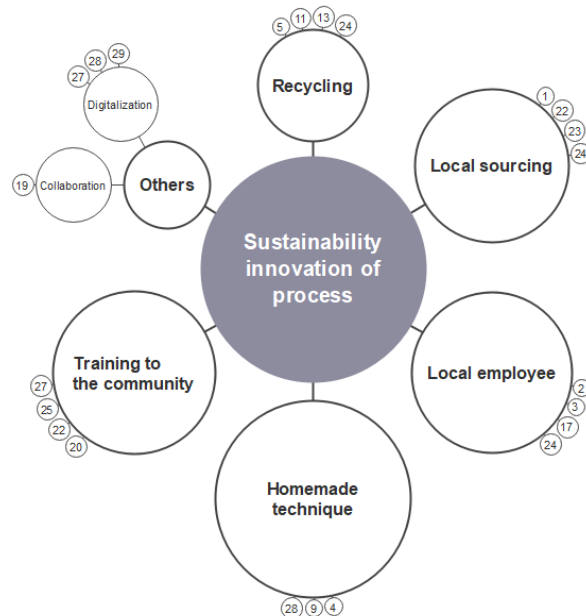 5
11
13
24
Recycling
29
28
27
Digitalization
19
Collaboration
Others
1
22
23
24
Local sourcing
Sustainability
innovation of
process
Training to
the community
27
25
22
20
Local employee
2
3
17
24
Homemade
technique
28
9
4